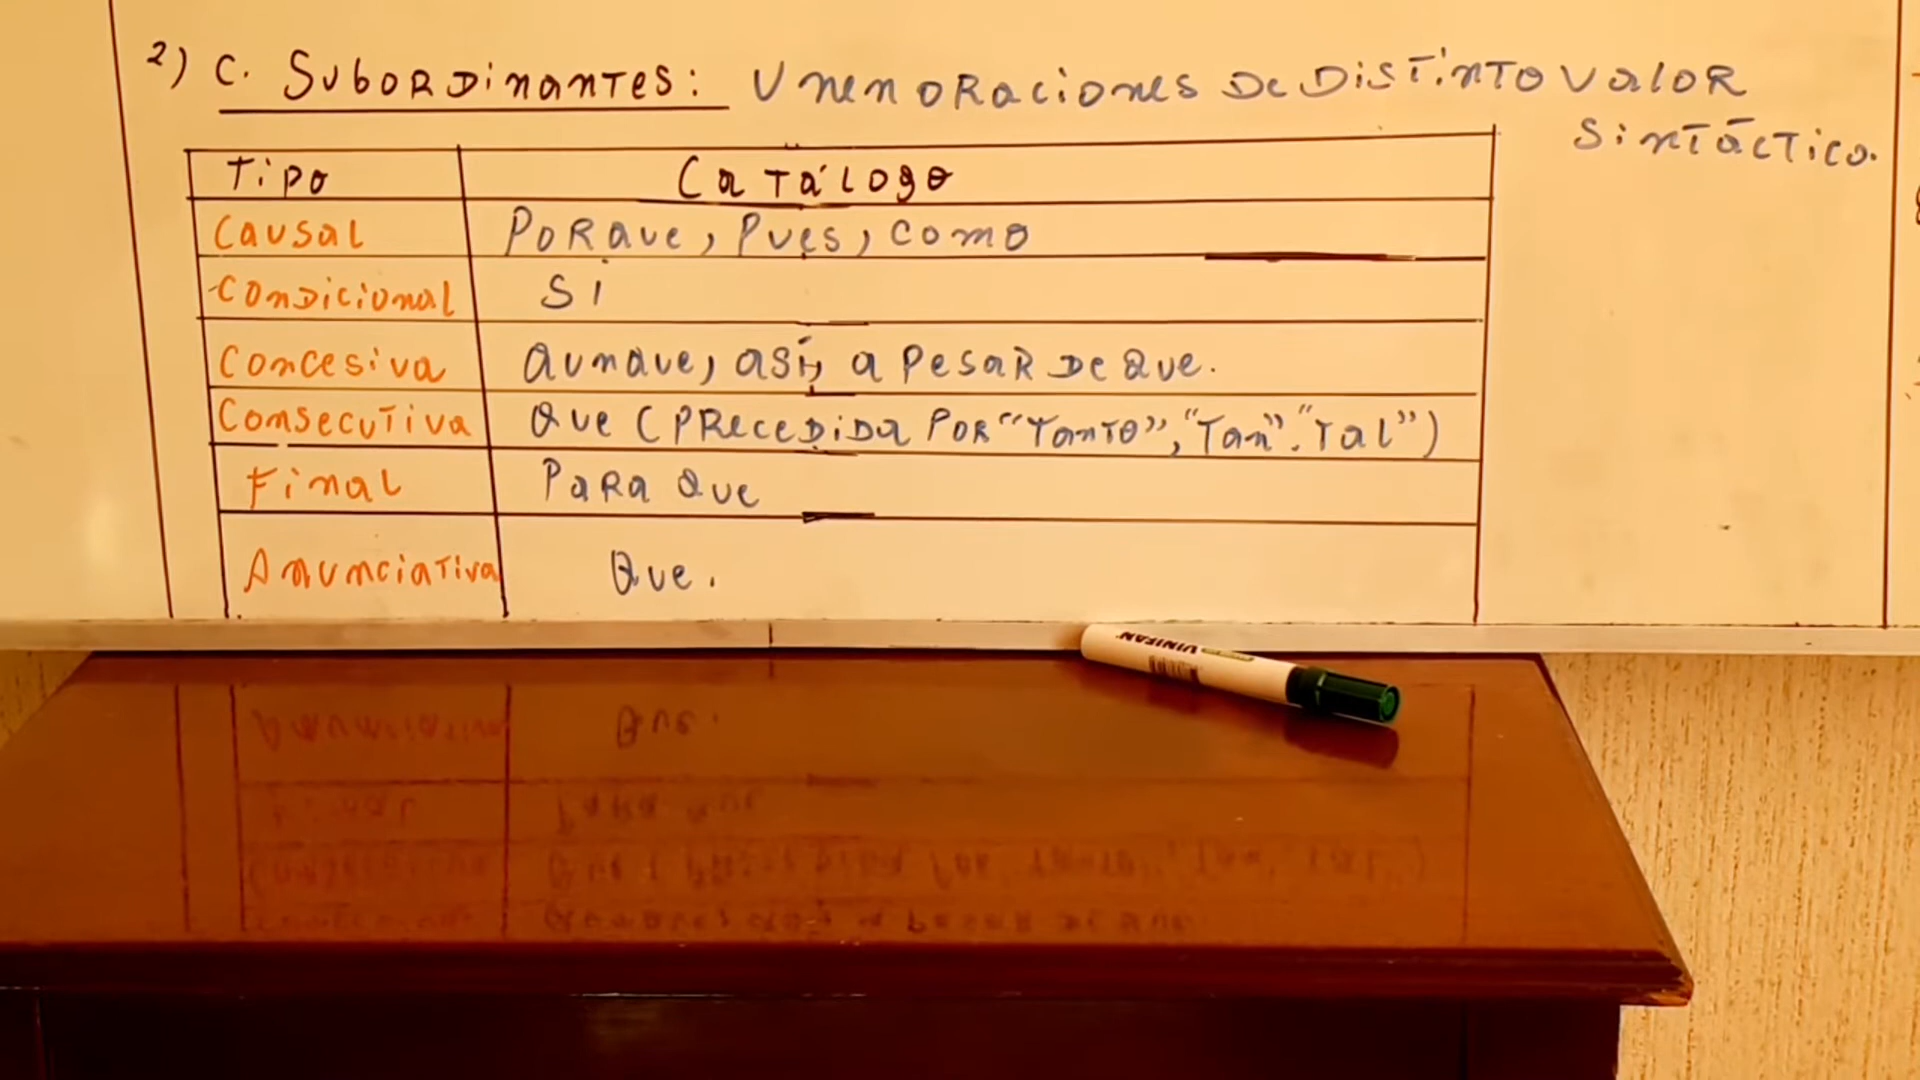 2) C. SUBORDINANTES: UNEN ORACIONES DE DISTINTO VALOR
SINTÁCTICO.
TIPO CATÁLOGO
CAUSAL PORQUE, PUES, COMO
CONDICIONAL SI
CONCESIVA AUNQUE, ASÍ, A PESAR DE QUE.
CONSECUTIVA QUE (PRECEDIDA POR "TANTO", "TAN". "TAL")
FINAL PARA QUE
ANUNCIATIVA QUE.
VINIFAN